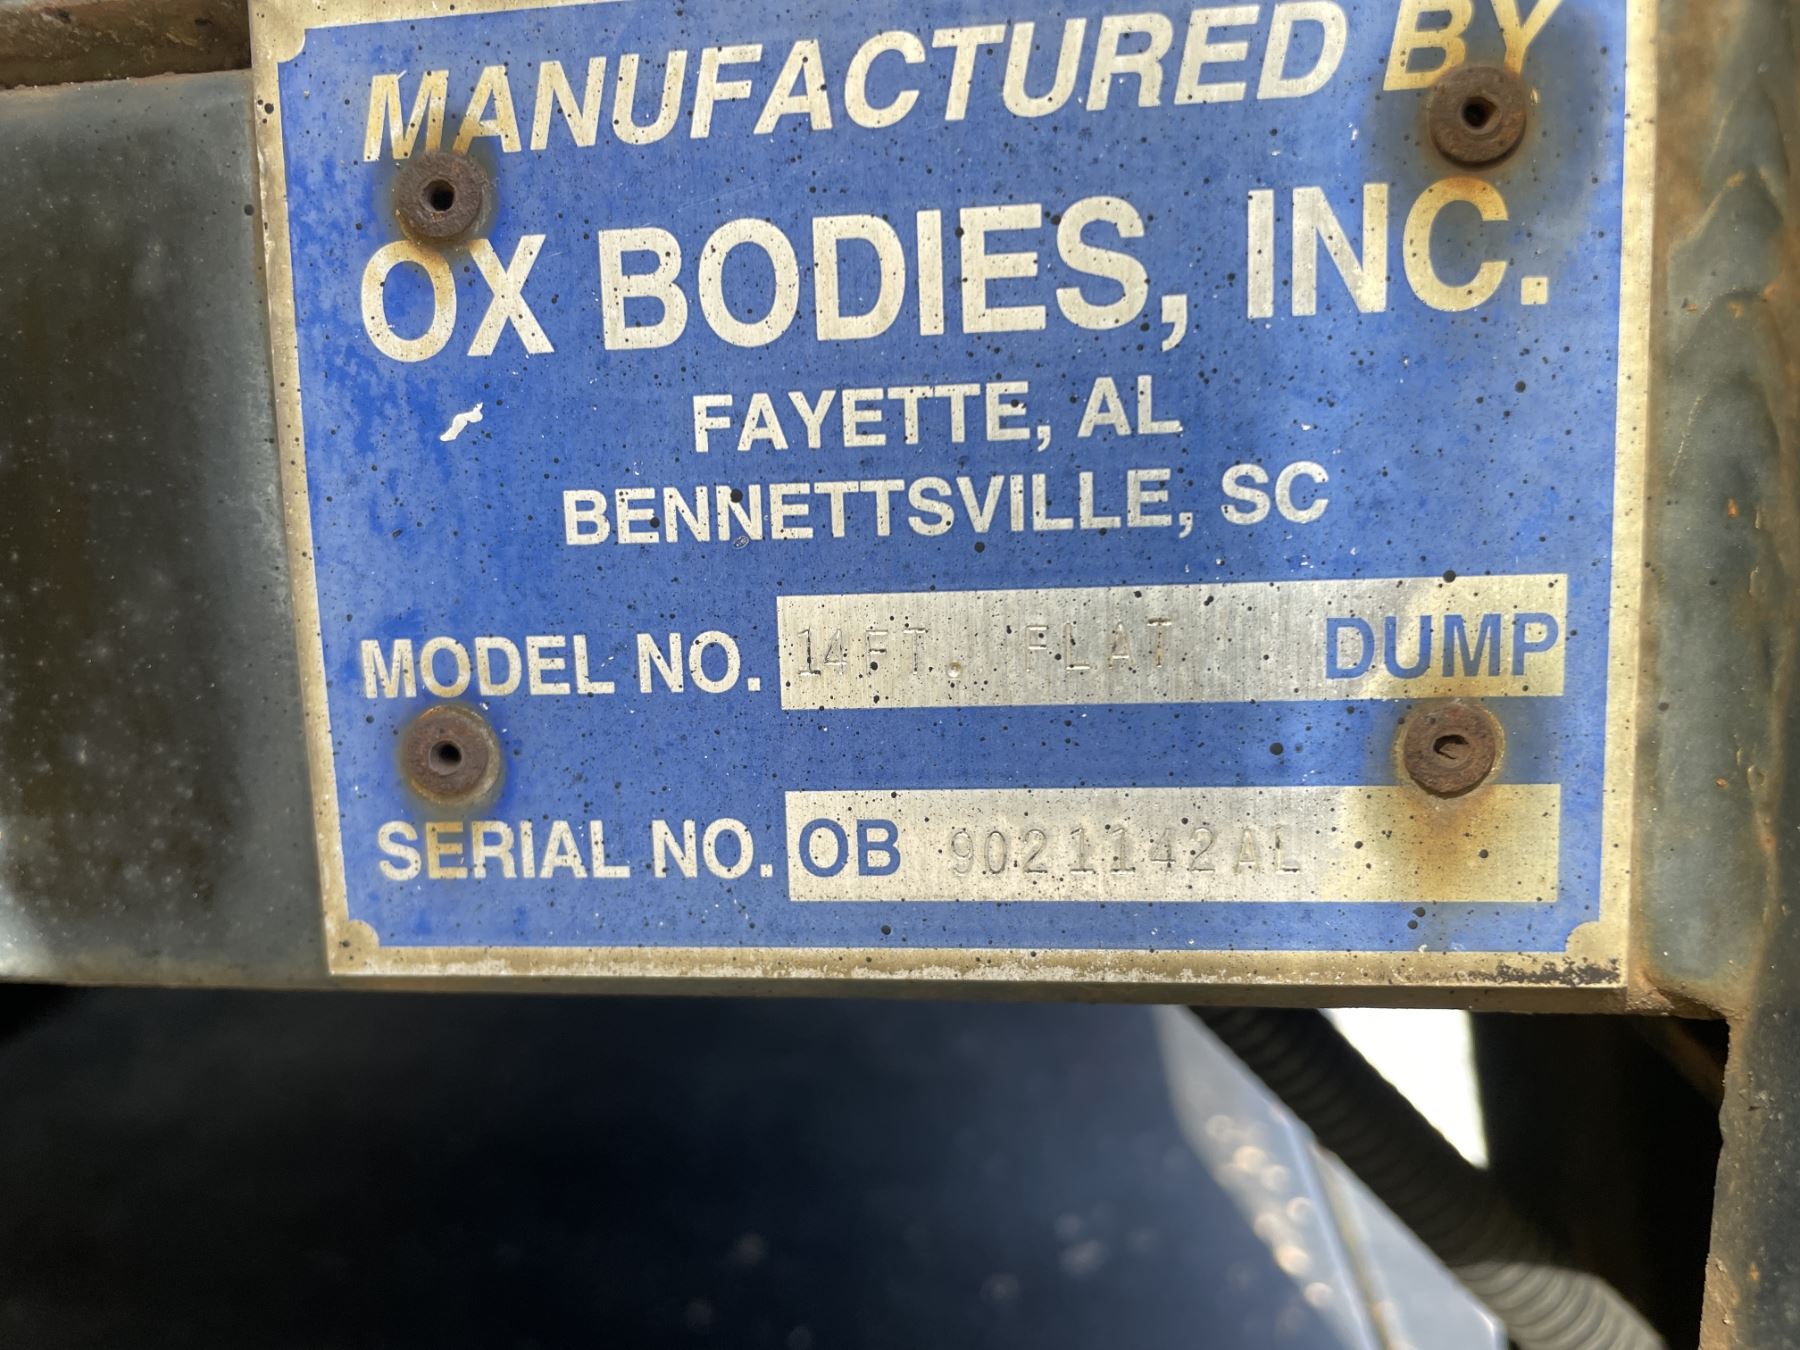 MANUFACTURED BY
OX BODIES, INC.
FAYETTE, AL
BENNETTSVILLE, SC
MODEL NO. 14FT. FLAT DUMP
SERIAL NO. OB 9021142AL